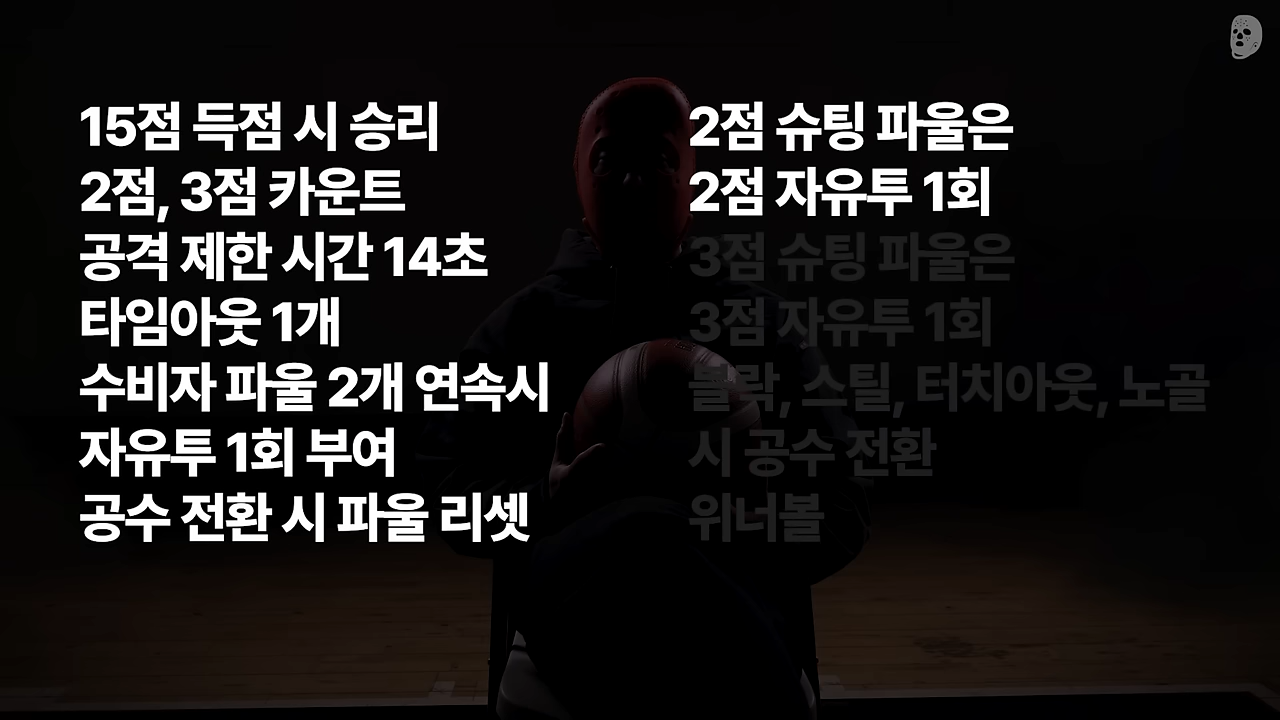 15점 득점 시 승리
2점, 3점 카운트
공격 제한 시간 14초
타임아웃 1개
수비자 파울 2개 연속시
자유투 1회 부여
공수 전환 시 파울 리셋
2점 슈팅 파울은
2점 자유투 1회
3점 슈팅 파울은
3점 자유투 1회
블락, 스틸, 터치아웃, 노골
시 공수 전환
위너볼